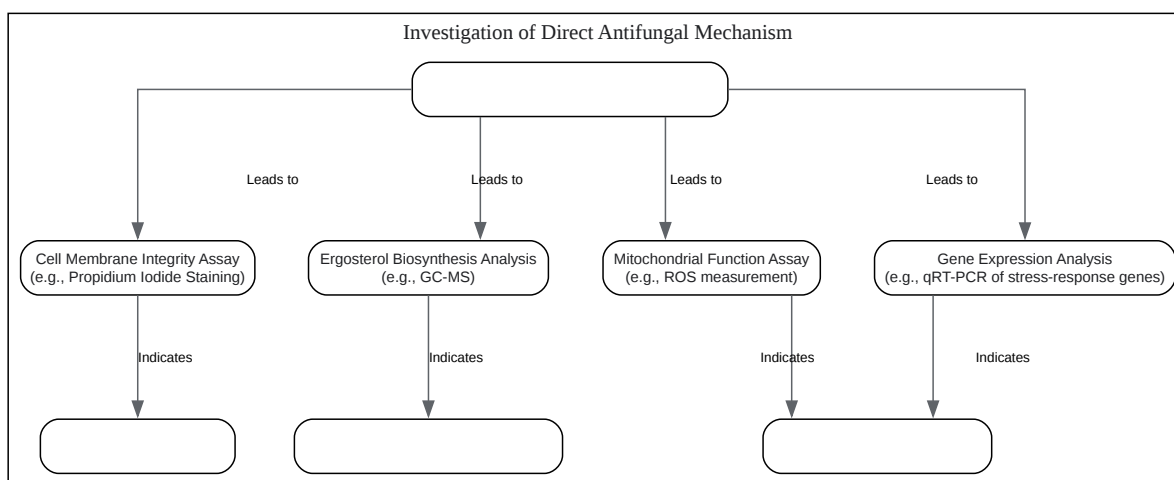 Investigation of Direct Antifungal Mechanism
Leads to
Leads to
Leads to
Leads to
Cell Membrane Integrity Assay
(e.g., Propidium Iodide Staining)
Ergosterol Biosynthesis Analysis
(e.g., GC-MS)
Mitochondrial Function Assay
(e.g., ROS measurement)
Gene Expression Analysis
(e.g., qRT-PCR of stress-response genes)
Indicates
Indicates
Indicates
Indicates